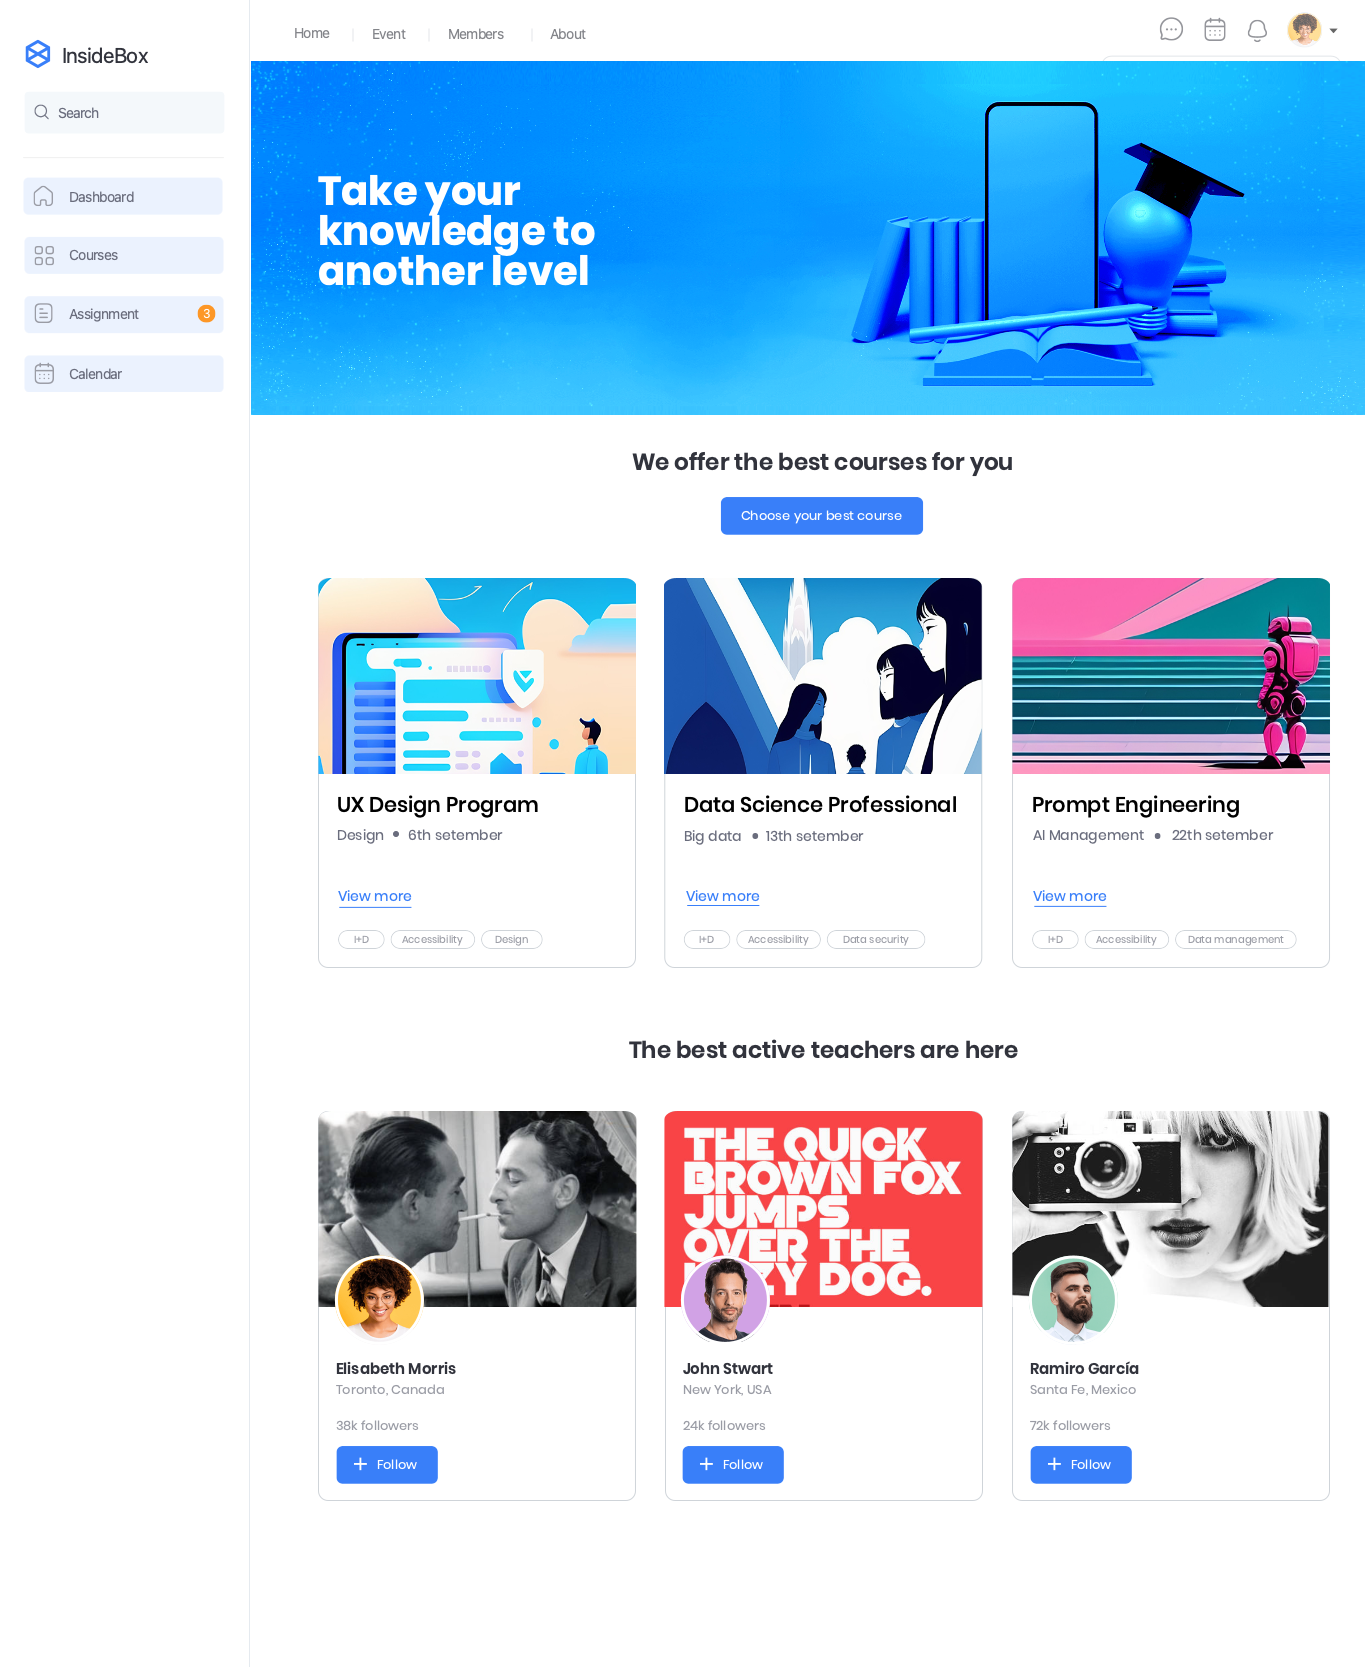 InsideBox
Search
Dashboard
Courses
Assignment 3
Calendar
Home Event Members About
Take your
knowledge to
another level
We offer the best courses for you
Choose your best course
UX Design Program
Design • 6th setember
View more
I+D Accessibility Design
Data Science Professional
Big data • 13th setember
View more
I+D Accessibility Data security
Prompt Engineering
AI Management • 22th setember
View more
I+D Accessibility Data management
The best active teachers are here
Elisabeth Morris
Toronto, Canada
38k followers
+ Follow
THE QUICK
BROWN FOX
JUMPS
OVER THE
ZY DOG.
John Stwart
New York, USA
24k followers
+ Follow
Ramiro García
Santa Fe, Mexico
72k followers
+ Follow